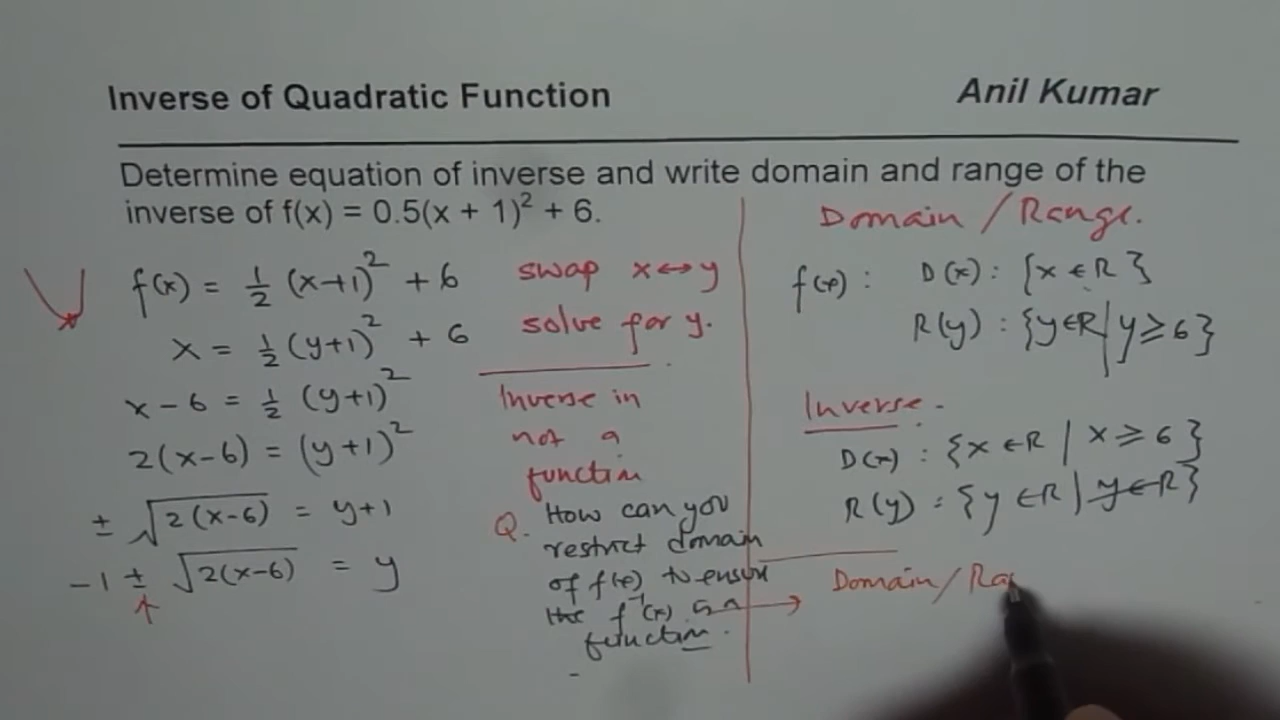 Inverse of Quadratic Function
Anil Kumar
Determine equation of inverse and write domain and range of the
inverse of f(x) = 0.5(x + 1)² + 6.
f(x) = 1/2 (x+1)² + 6
x = 1/2 (y+1)² + 6
x - 6 = 1/2 (y+1)²
2(x-6) = (y+1)²
± √2(x-6) = y+1
-1 ± √2(x-6) = y
↑
swap x↔y
solve for y.
Inverse in
not a
function
Q. How can you
restrict domain
of f(x) to ensure
the f⁻¹(x) is a
function.
Domain / Range.
f(x) : D(x) : {x ∈ R}
R(y) : {y ∈ R / y ≥ 6}
Inverse.
D(x) : {x ∈ R / x ≥ 6}
R(y) = {y ∈ R | y ∈ R}
→ Domain / Ra